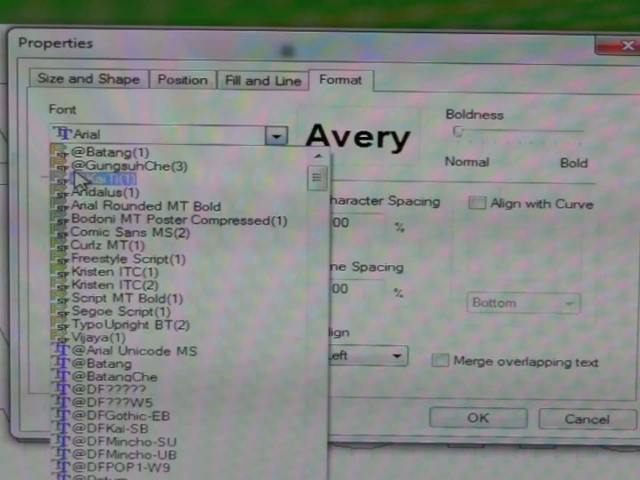 Properties
Size and Shape Position Fill and Line Format
Font
Arial
Avery
Boldness
Normal Bold
@Batang(1)
@GungsuhChe(3)
Andalus(1)
Arial Rounded MT Bold
Bodoni MT Poster Compressed(1)
Comic Sans MS(2)
Curlz MT(1)
Freestyle Script(1)
Kristen ITC(1)
Kristen ITC(2)
Script MT Bold(1)
Segoe Script(1)
TypoUpright BT(2)
Vijaya(1)
@Arial Unicode MS
@Batang
@BatangChe
@DF?????
@DF???W5
@DFGothic-EB
@DFKai-SB
@DFMincho-SU
@DFMincho-UB
@DFPOP1-W9
haracter Spacing
00 %
Align with Curve
ne Spacing
00 %
Bottom
lign
Left
Merge overlapping text
OK Cancel